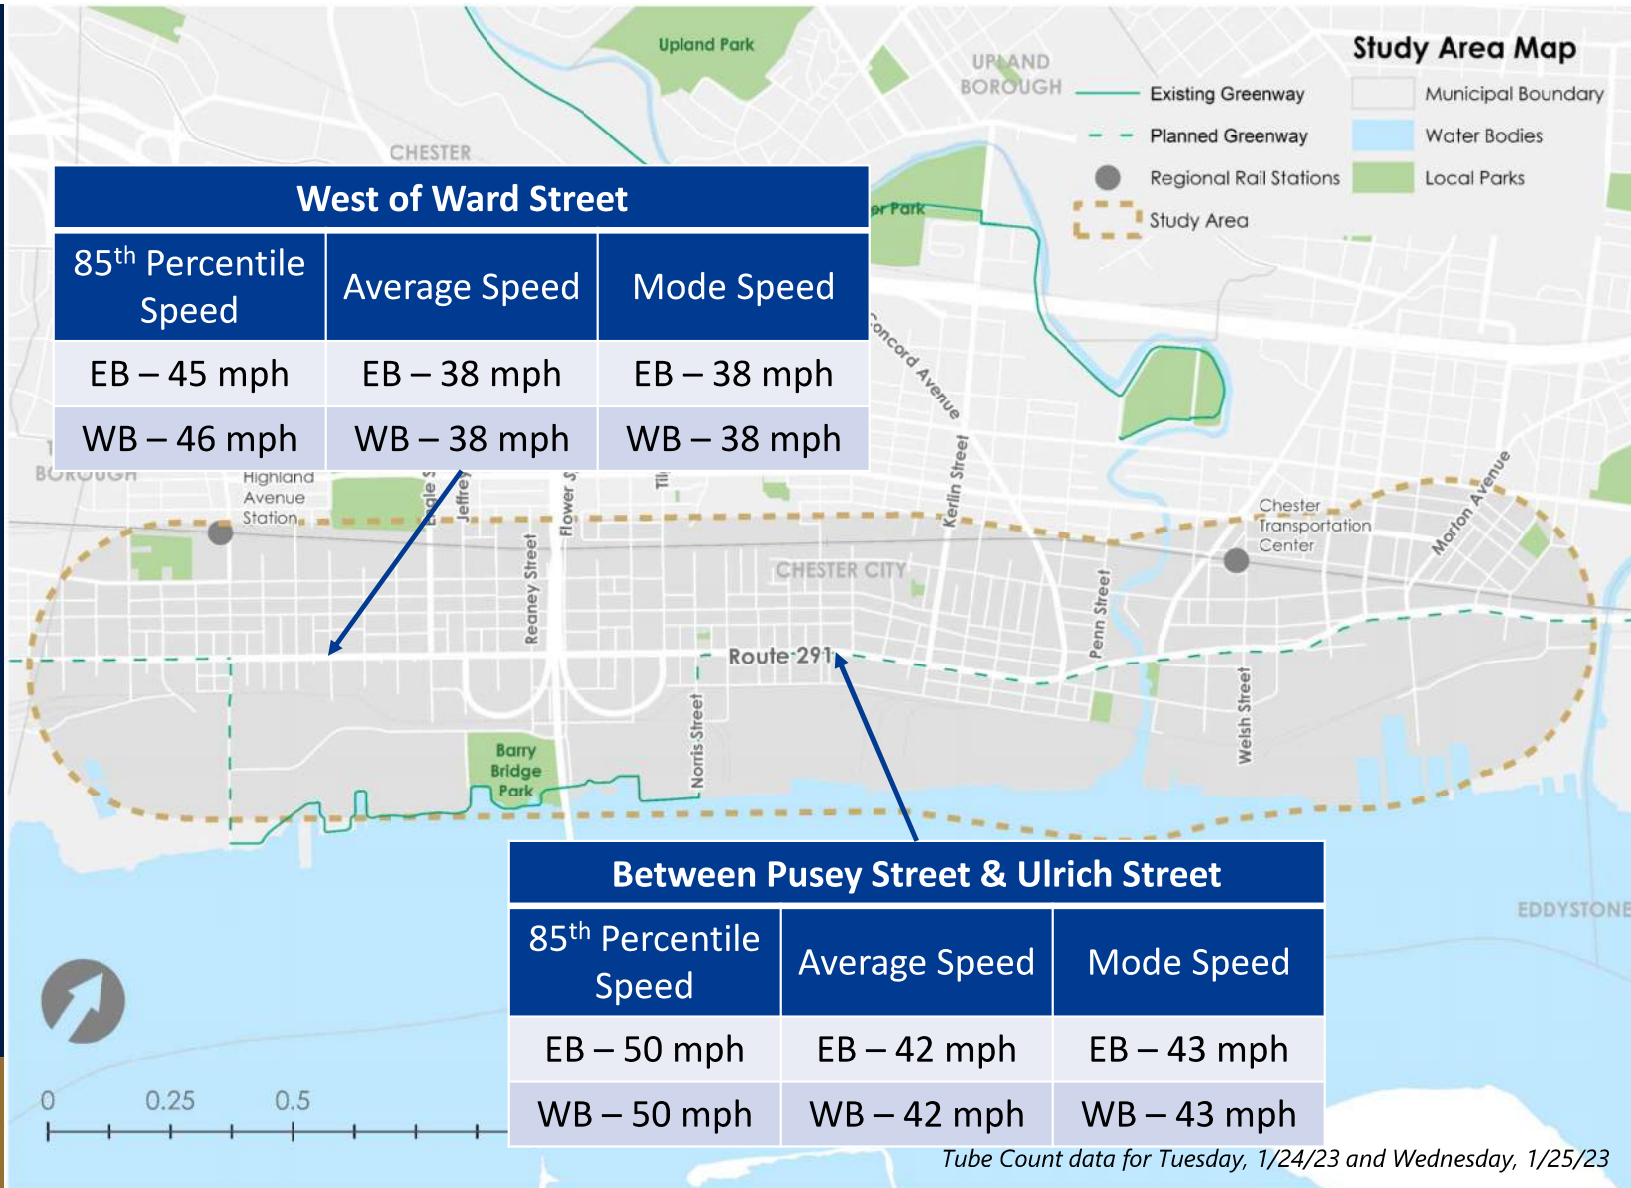 Upland Park
UPLAND
BOROUGH
Study Area Map
Existing Greenway
Municipal Boundary
Planned Greenway
Water Bodies
Regional Rail Stations
Local Parks
Study Area
CHESTER
West of Ward Street
85th Percentile
Speed
Average Speed
Mode Speed
EB – 45 mph
EB – 38 mph
EB – 38 mph
WB – 46 mph
WB – 38 mph
WB – 38 mph
Park
Concord Avenue
BOROUGH
Highland
Avenue
Station
Jeffrey
Flower
Kerlin Street
Chester
Transportation
Center
Morton Avenue
Reaney Street
CHESTER CITY
Penn Street
Route 291
Norris Street
Welsh Street
Barry
Bridge
Park
Between Pusey Street & Ulrich Street
85th Percentile
Speed
Average Speed
Mode Speed
EB – 50 mph
EB – 42 mph
EB – 43 mph
WB – 50 mph
WB – 42 mph
WB – 43 mph
EDDYSTONE
0 0.25 0.5
Tube Count data for Tuesday, 1/24/23 and Wednesday, 1/25/23